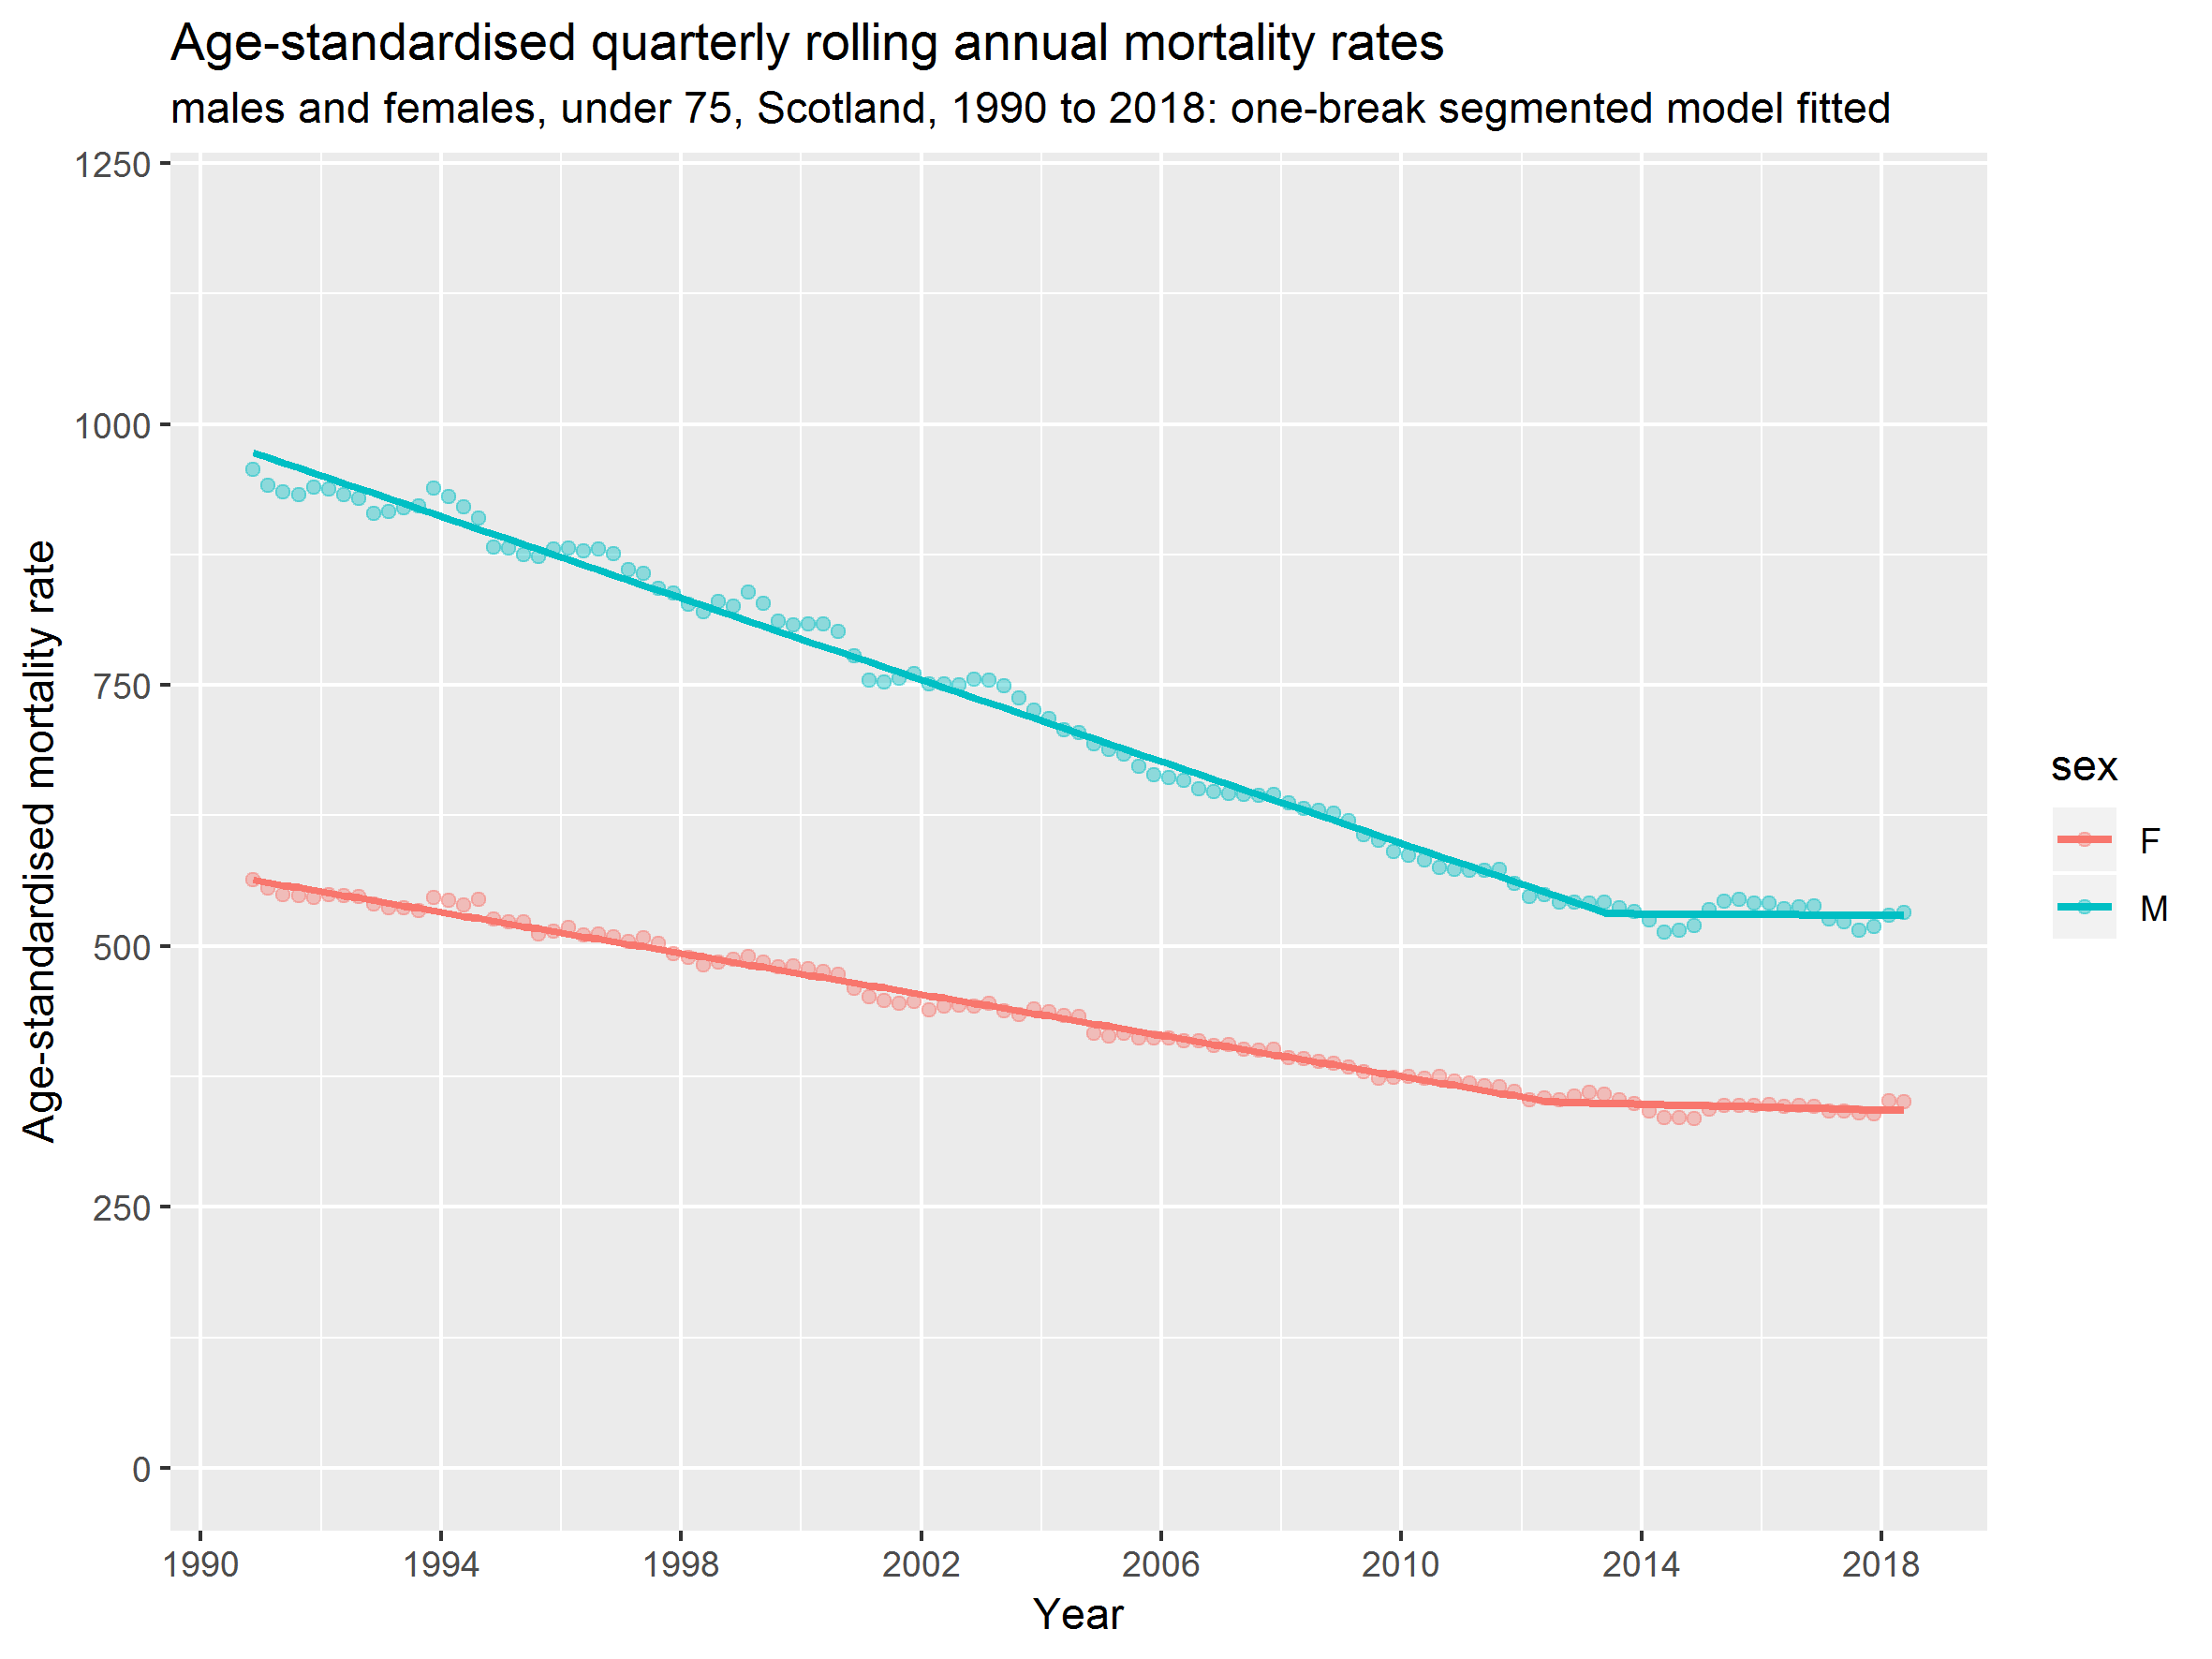 Age-standardised quarterly rolling annual mortality rates
males and females, under 75, Scotland, 1990 to 2018: one-break segmented model fitted
Age-standardised mortality rate
1250
1000
750
500
250
0
1990 1994 1998 2002 2006 2010 2014 2018
Year
sex
F
M